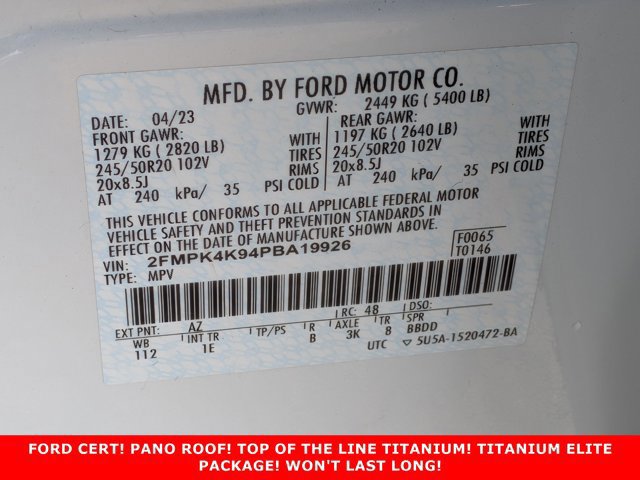 MFD. BY FORD MOTOR CO.
DATE: 04/23 GVWR: 2449 KG ( 5400 LB)
FRONT GAWR: WITH REAR GAWR: WITH
1279 KG ( 2820 LB) TIRES 1197 KG ( 2640 LB) TIRES
245/50R20 102V RIMS 245/50R20 102V RIMS
20x8.5J PSI COLD 20x8.5J PSI COLD
AT 240 kPa/ 35 AT 240 kPa/ 35
THIS VEHICLE CONFORMS TO ALL APPLICABLE FEDERAL MOTOR
VEHICLE SAFETY AND THEFT PREVENTION STANDARDS IN
EFFECT ON THE DATE OF MANUFACTURE SHOWN ABOVE.
VIN: 2FMPK4K94PBA19926 F0065
TYPE: MPV T0146
EXT PNT: AZ RC: 48 DSO:
WB INT TR TP/PS R AXLE TR SPR
112 1E B 3K 8 BBDD
UTC ▽ 5U5A-1520472-BA
FORD CERT! PANO ROOF! TOP OF THE LINE TITANIUM! TITANIUM ELITE
PACKAGE! WON'T LAST LONG!